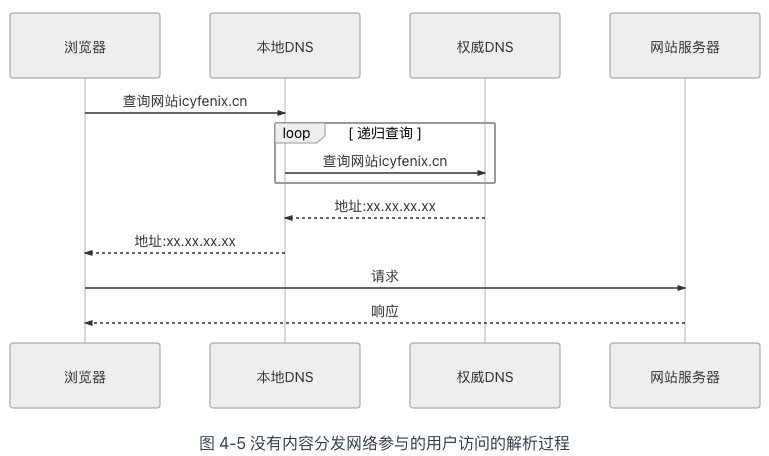 浏览器
本地DNS
权威DNS
网站服务器
查询网站icyfenix.cn
loop
[ 递归查询 ]
查询网站icyfenix.cn
地址:xx.xx.xx.xx
地址:xx.xx.xx.xx
请求
响应
浏览器
本地DNS
权威DNS
网站服务器
图 4-5 没有内容分发网络参与的用户访问的解析过程